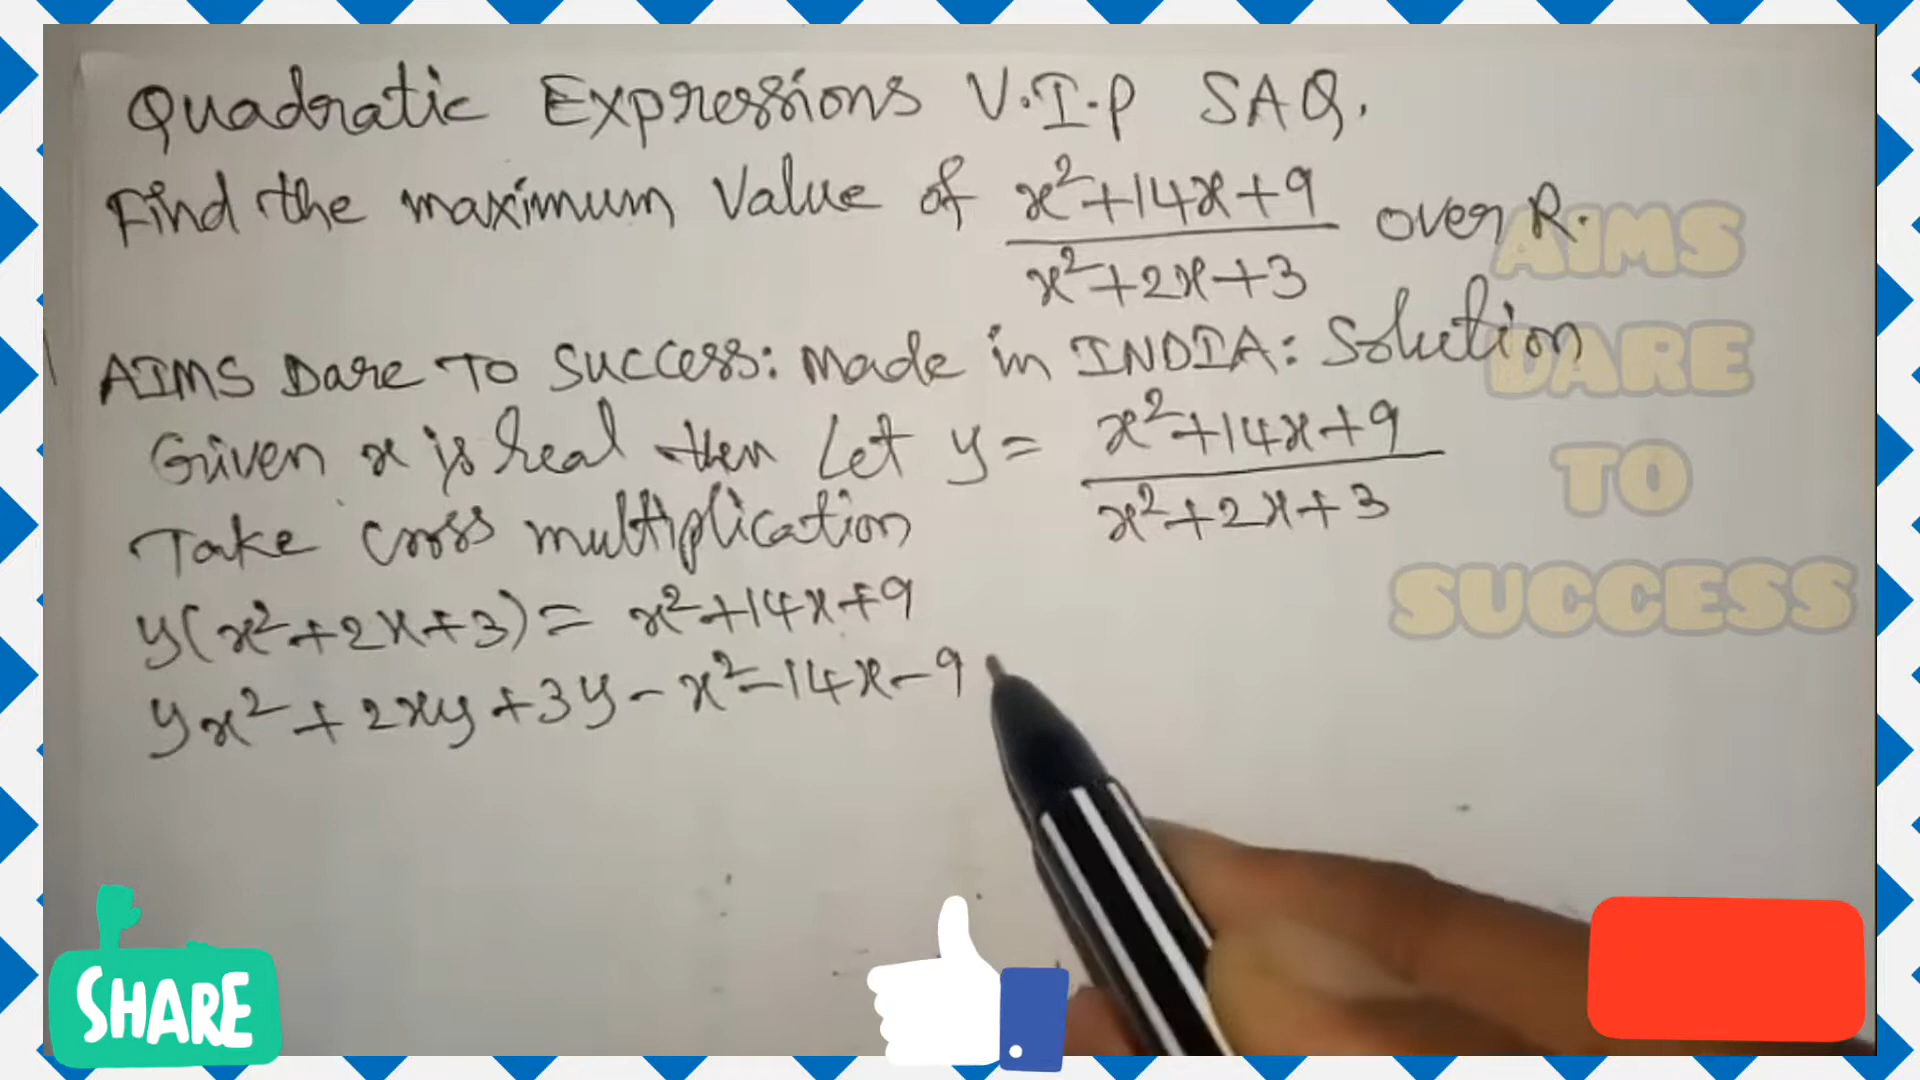 Quadratic Expressions V.I.P SAQ.
Find the maximum Value of x²+14x+9 / x²+2x+3 over R.
AIMS Dare To Success: Made in INDIA: Solution
Given x is real then Let y = x²+14x+9 / x²+2x+3
Take cross multiplication
y(x²+2x+3) = x²+14x+9
yx²+2xy+3y-x²-14x-9
AIMS
DARE
TO
SUCCESS
SHARE